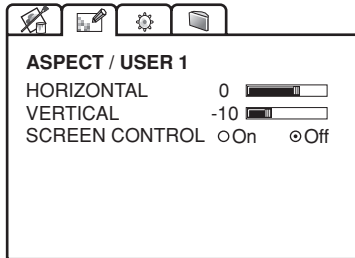 ASPECT / USER 1
HORIZONTAL 0
VERTICAL -10
SCREEN CONTROL On Off